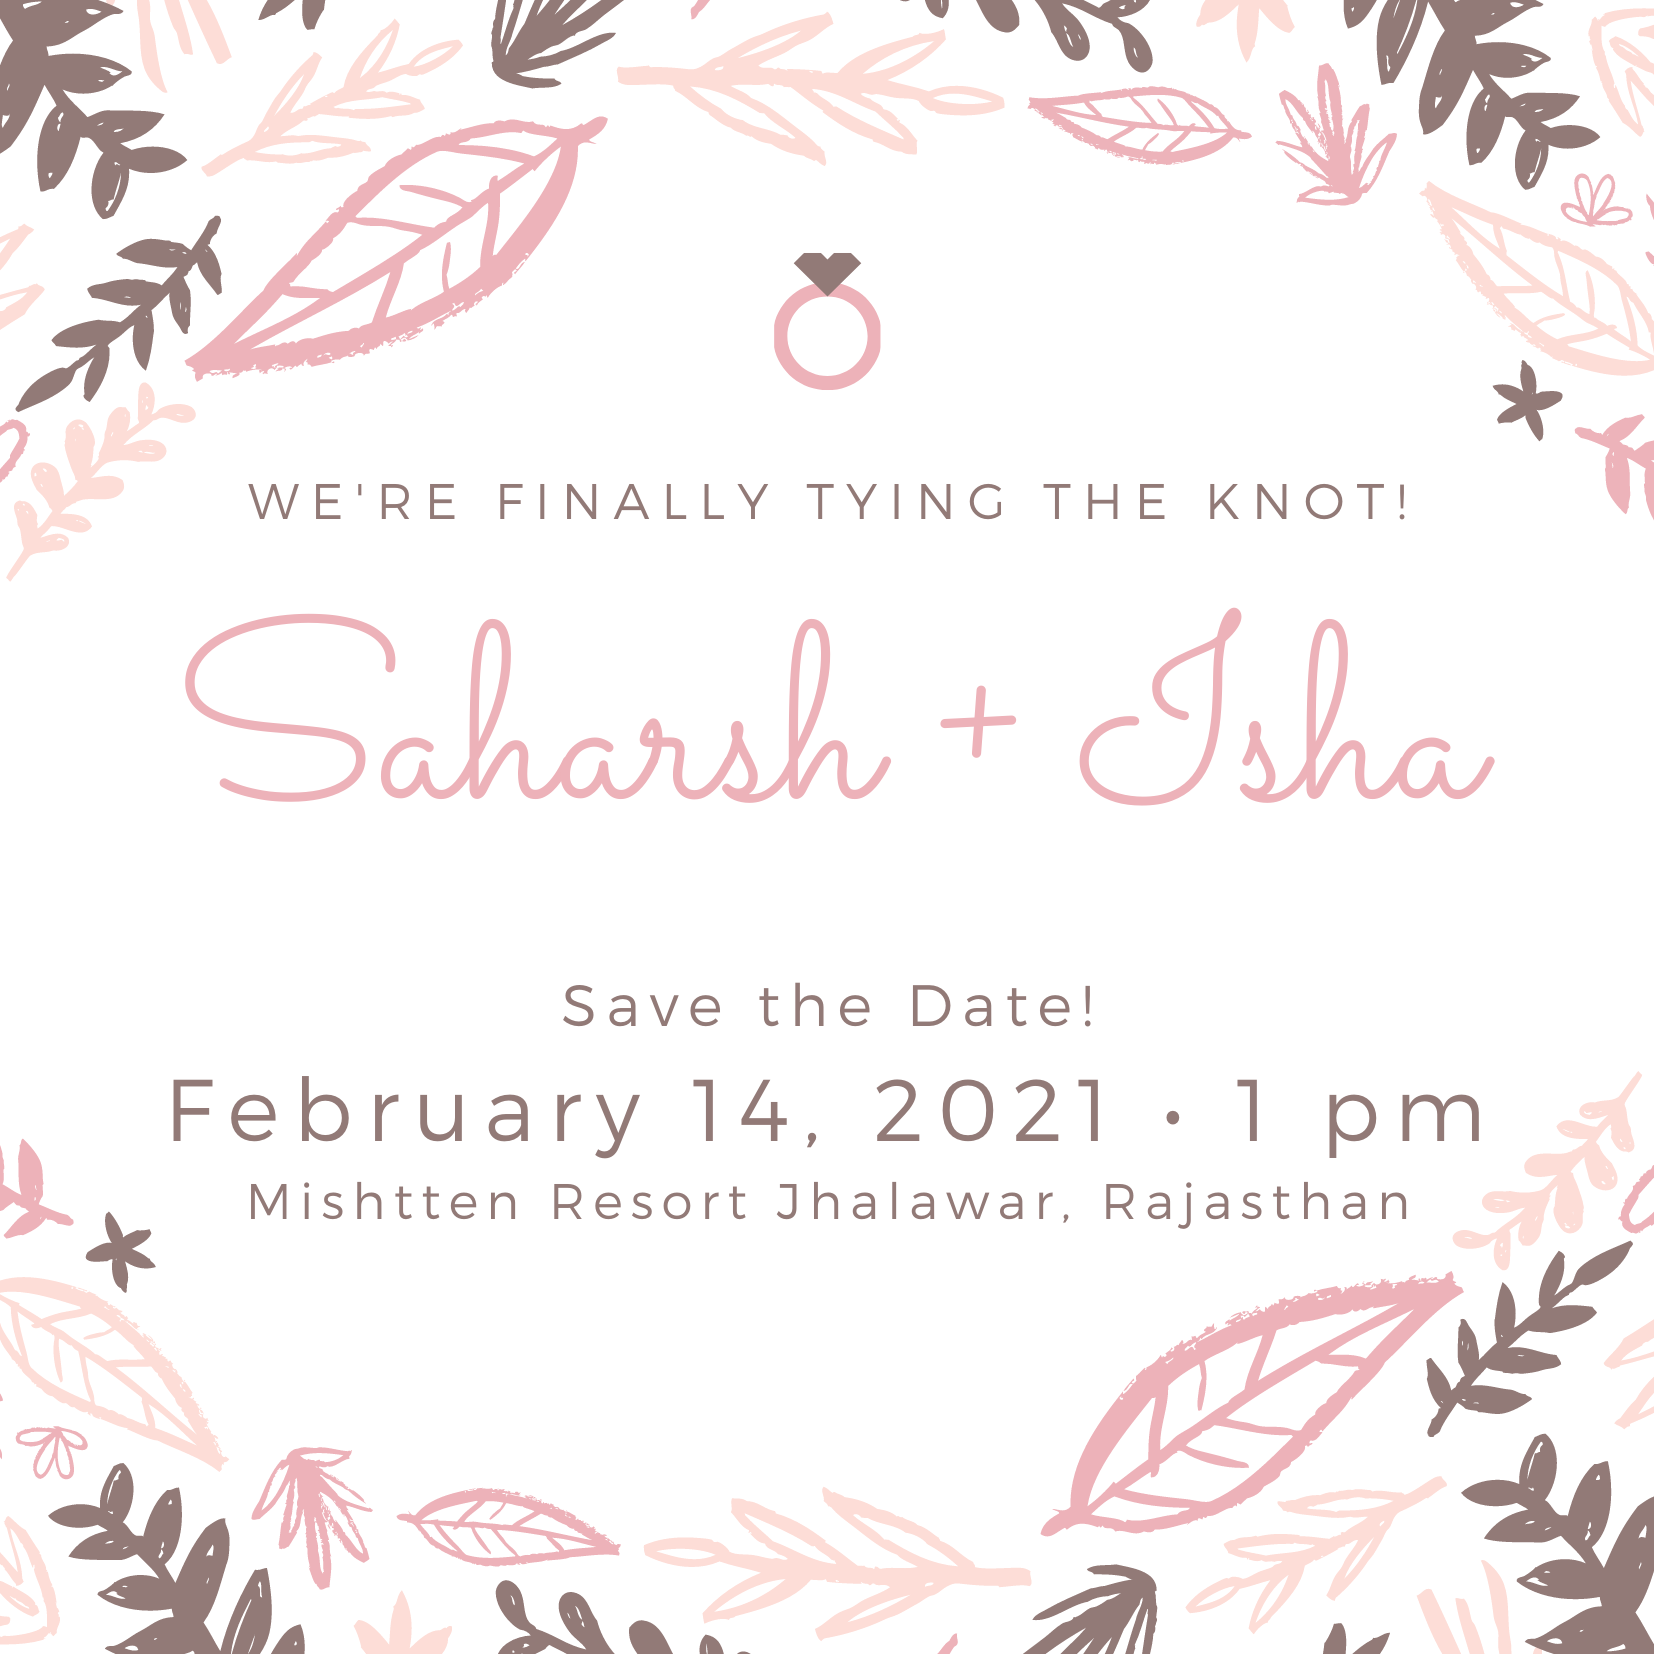 WE'RE FINALLY TYING THE KNOT!
Saharsh + Isha
Save the Date!
February 14, 2021 • 1 pm
Mishtten Resort Jhalawar, Rajasthan